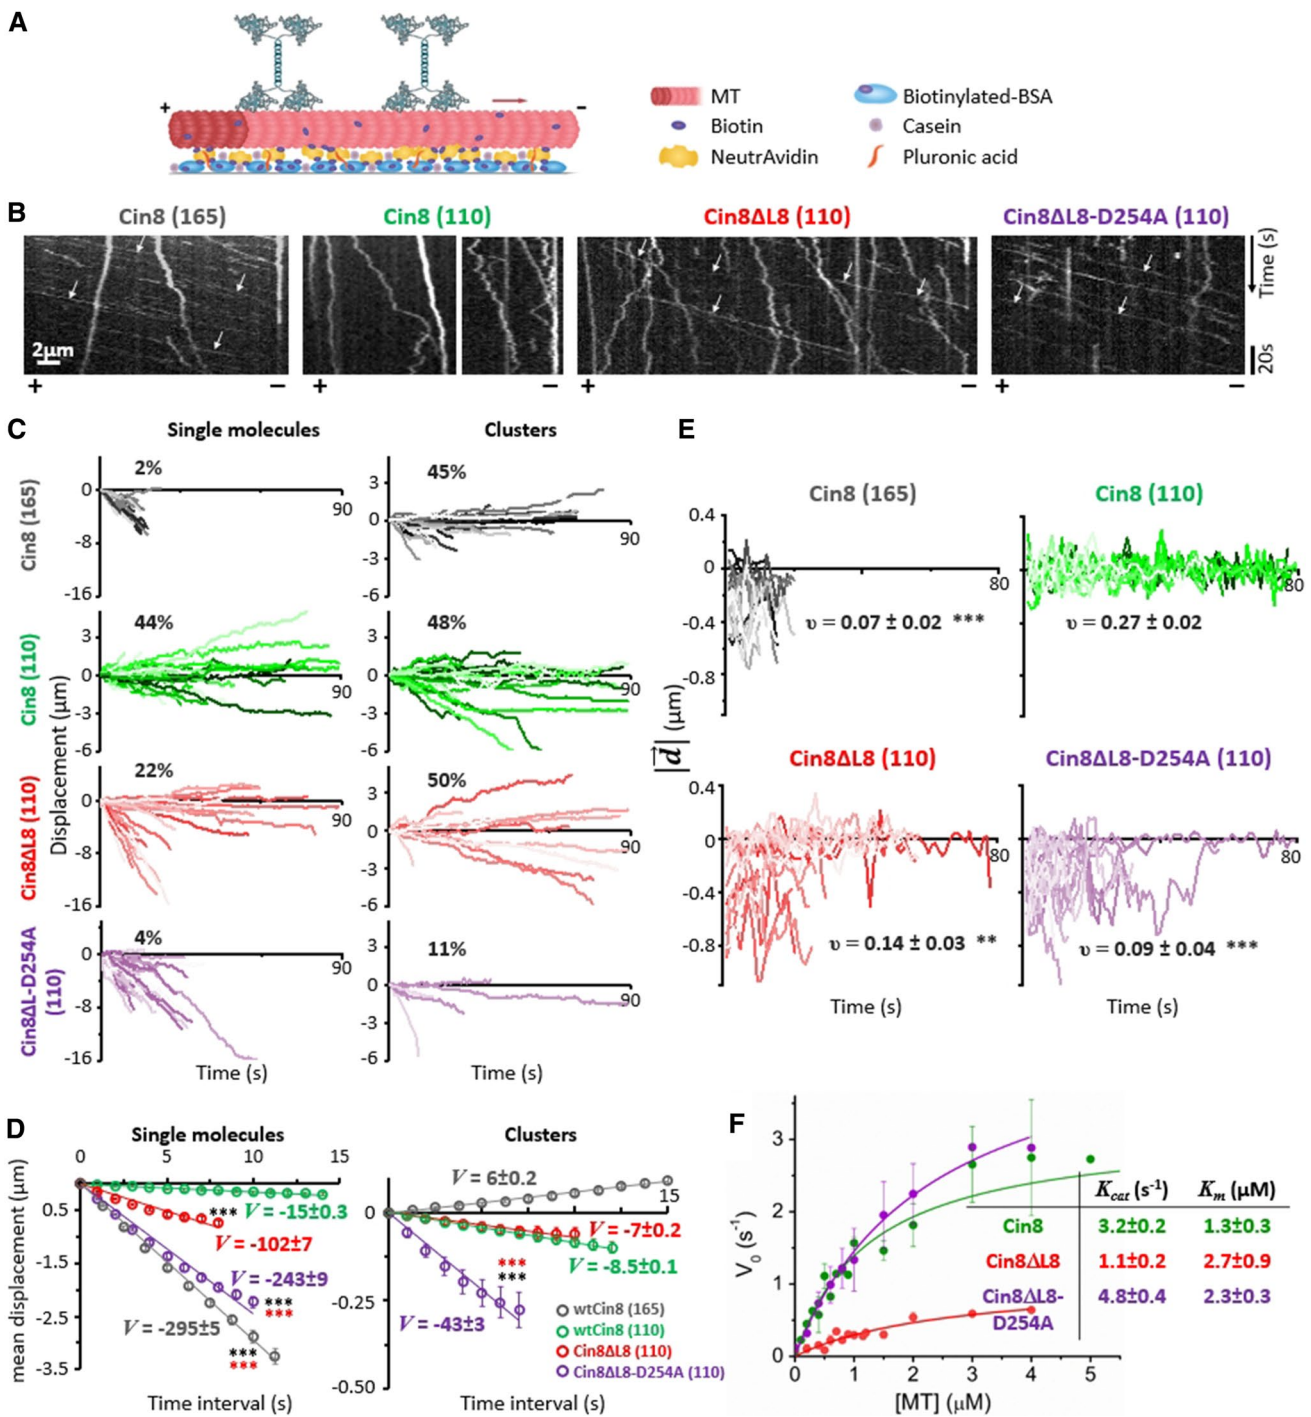 A
+
−
MT
Biotin
NeutrAvidin
Biotinylated-BSA
Casein
Pluronic acid
B
Cin8 (165)
Cin8 (110)
Cin8ΔL8 (110)
Cin8ΔL8-D254A (110)
2μm
Time (s)
20s
+ − + − + − + −
C
Single molecules
Clusters
Displacement (μm)
Cin8 (165)
2%
0
-8
-16
90
45%
3
0
-3
-6
90
Cin8 (110)
44%
3
0
-3
-6
90
48%
3
0
-3
-6
90
Cin8ΔL8 (110)
22%
0
-8
-16
90
50%
3
0
-3
-6
90
Cin8ΔL-D254A
(110)
4%
0
-8
-16
90
11%
3
0
-3
-6
90
Time (s)
Time (s)
E
|d| (μm)
Cin8 (165)
0.4
0
-0.4
-0.8
80
υ = 0.07 ± 0.02 ***
Cin8 (110)
80
υ = 0.27 ± 0.02
Cin8ΔL8 (110)
0.4
0
-0.4
-0.8
80
υ = 0.14 ± 0.03 **
Cin8ΔL8-D254A (110)
80
υ = 0.09 ± 0.04 ***
Time (s)
Time (s)
D
Single molecules
0 5 10 15
mean displacement (μm)
0.5
-1.5
-2.5
-3.5
***
V = -15±0.3
V = -102±7
V = -243±9
***
***
V = -295±5
***
***
Time interval (s)
Clusters
V = 6±0.2
15
0
-0.25
-0.50
V = -7±0.2
V = -8.5±0.1
***
***
V = -43±3
wtCin8 (165)
wtCin8 (110)
Cin8ΔL8 (110)
Cin8ΔL8-D254A (110)
Time interval (s)
F
V0 (s-1)
3
2
1
0
0 1 2 3 4 5
[MT] (μM)
Kcat (s-1) Km (μM)
Cin8 3.2±0.2 1.3±0.3
Cin8ΔL8 1.1±0.2 2.7±0.9
Cin8ΔL8- 4.8±0.4 2.3±0.3
D254A